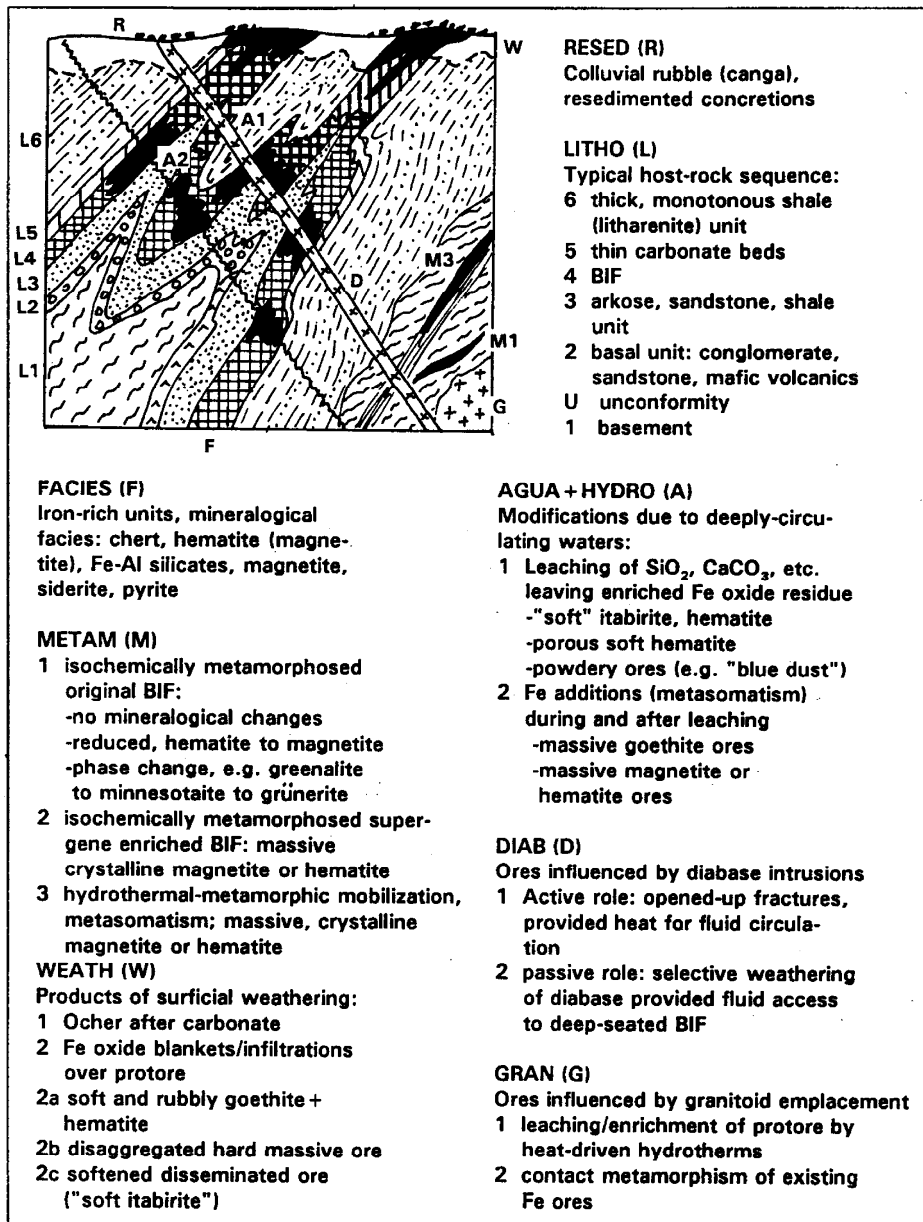 R
W
A1
L6
A2
L5
L4
L3
L2
M3
D
M1
L1
G
F
RESED (R)
Colluvial rubble (canga),
resedimented concretions
LITHO (L)
Typical host-rock sequence:
6 thick, monotonous shale
(litharenite) unit
5 thin carbonate beds
4 BIF
3 arkose, sandstone, shale
unit
2 basal unit: conglomerate,
sandstone, mafic volcanics
U unconformity
1 basement
FACIES (F)
Iron-rich units, mineralogical
facies: chert, hematite (magne-
tite), Fe-Al silicates, magnetite,
siderite, pyrite
METAM (M)
1 isochemically metamorphosed
original BIF:
-no mineralogical changes
-reduced, hematite to magnetite
-phase change, e.g. greenalite
to minnesotaite to grünerite
2 isochemically metamorphosed super-
gene enriched BIF: massive
crystalline magnetite or hematite
3 hydrothermal-metamorphic mobilization,
metasomatism; massive, crystalline
magnetite or hematite
WEATH (W)
Products of surficial weathering:
1 Ocher after carbonate
2 Fe oxide blankets/infiltrations
over protore
2a soft and rubbly goethite+
hematite
2b disaggregated hard massive ore
2c softened disseminated ore
("soft itabirite")
AGUA+HYDRO (A)
Modifications due to deeply-circu-
lating waters:
1 Leaching of SiO₂, CaCO₃, etc.
leaving enriched Fe oxide residue
-"soft" itabirite, hematite
-porous soft hematite
-powdery ores (e.g. "blue dust")
2 Fe additions (metasomatism)
during and after leaching
-massive goethite ores
-massive magnetite or
hematite ores
DIAB (D)
Ores influenced by diabase intrusions
1 Active role: opened-up fractures,
provided heat for fluid circula-
tion
2 passive role: selective weathering
of diabase provided fluid access
to deep-seated BIF
GRAN (G)
Ores influenced by granitoid emplacement
1 leaching/enrichment of protore by
heat-driven hydrotherms
2 contact metamorphism of existing
Fe ores